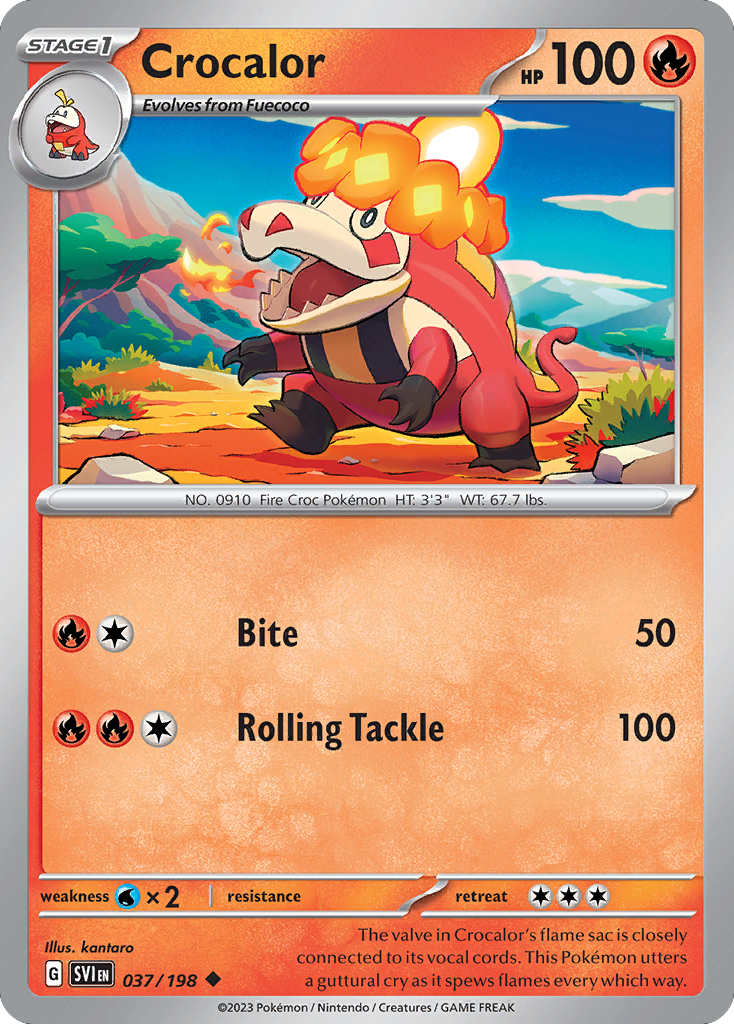 STAGE1
Crocalor
HP 100
Evolves from Fuecoco
NO. 0910 Fire Croc Pokémon HT: 3'3" WT: 67.7 lbs.
Bite 50
Rolling Tackle 100
weakness ×2 resistance retreat
Illus. kantaro
The valve in Crocalor's flame sac is closely
connected to its vocal cords. This Pokémon utters
a guttural cry as it spews flames every which way.
G SVI EN 037/198
©2023 Pokémon / Nintendo / Creatures / GAME FREAK